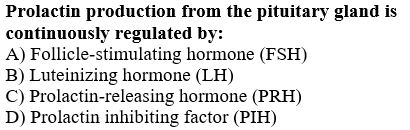 Prolactin production from the pituitary gland is
continuously regulated by:
A) Follicle-stimulating hormone (FSH)
B) Luteinizing hormone (LH)
C) Prolactin-releasing hormone (PRH)
D) Prolactin inhibiting factor (PIH)